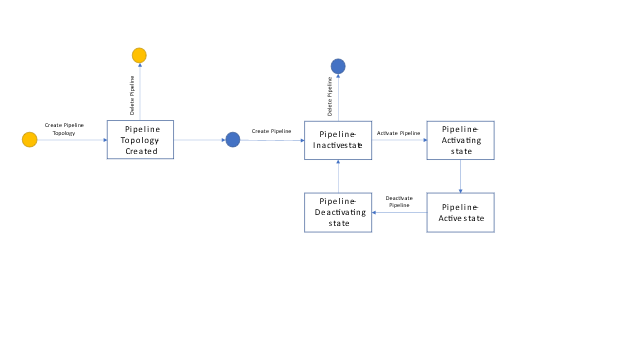 Delete Pipeline
Delete Pipeline
Create Pipeline
Topology
Pipeline
Topology
Created
Create Pipeline
Pipeline-
Inactivestate
Activate Pipeline
Pipeline-
Activating
state
Pipeline-
Deactivating
state
Deactivate
Pipeline
Pipeline-
Active state